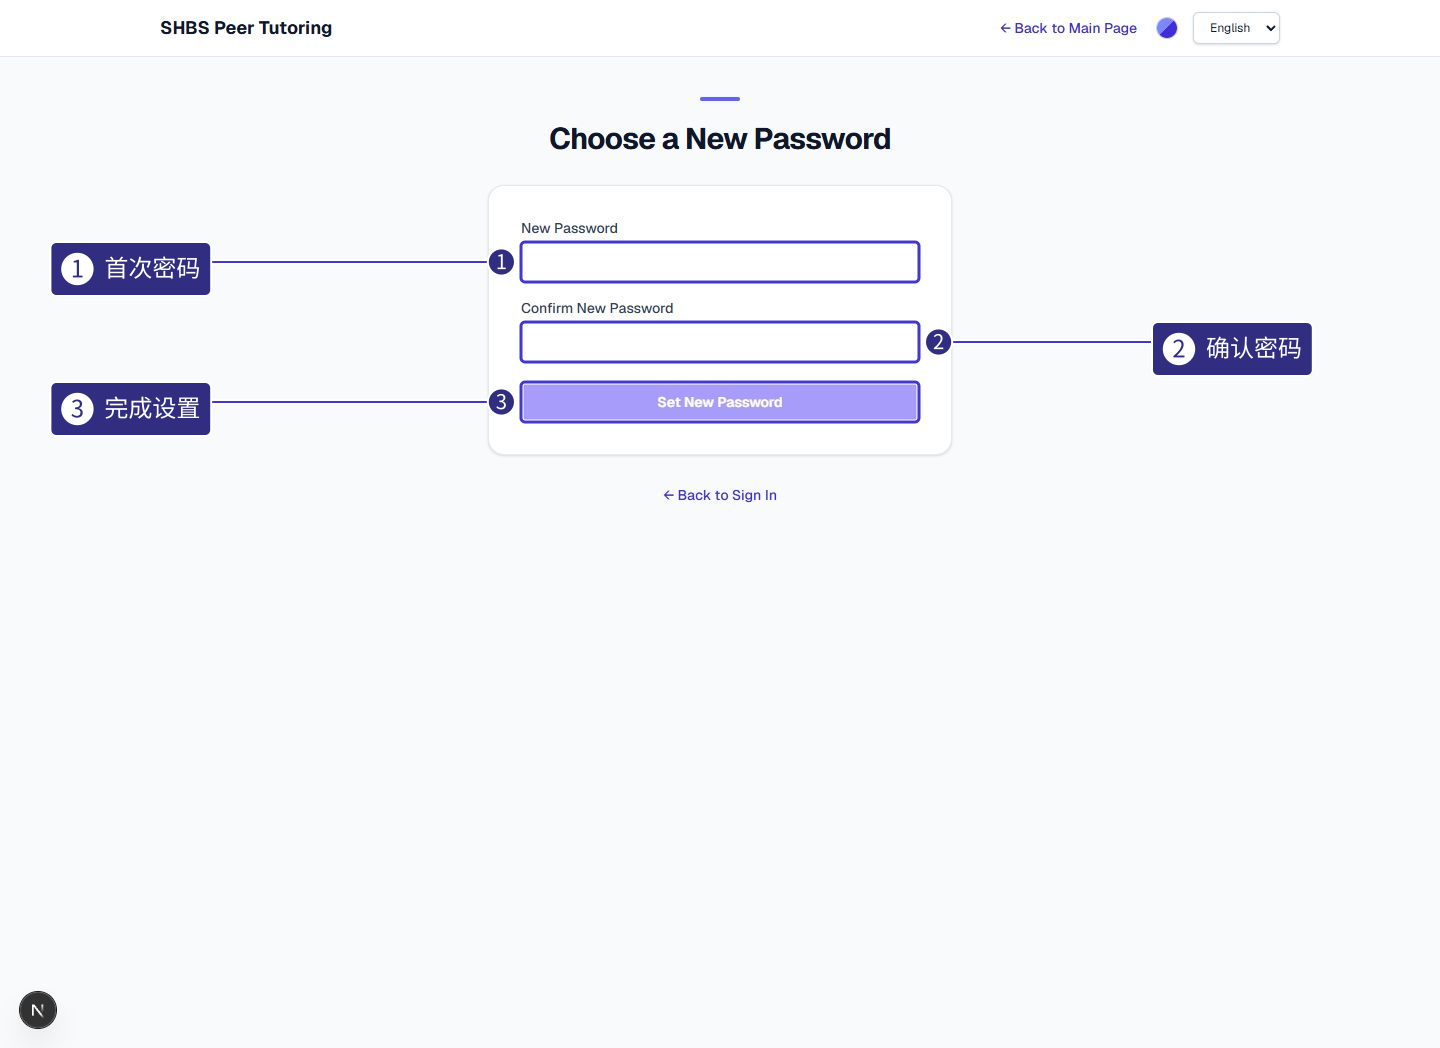 SHBS Peer Tutoring
← Back to Main Page
English
Choose a New Password
New Password
1 首次密码
1
Confirm New Password
2
2 确认密码
3 完成设置
3
Set New Password
← Back to Sign In
N